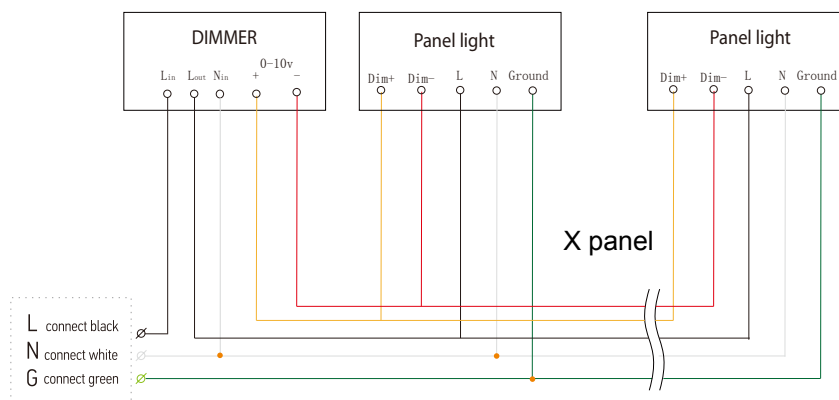 DIMMER
0-10v
Lin Lout Nin + -
Panel light
Dim+ Dim- L N Ground
Panel light
Dim+ Dim- L N Ground
X panel
L connect black
N connect white
G connect green